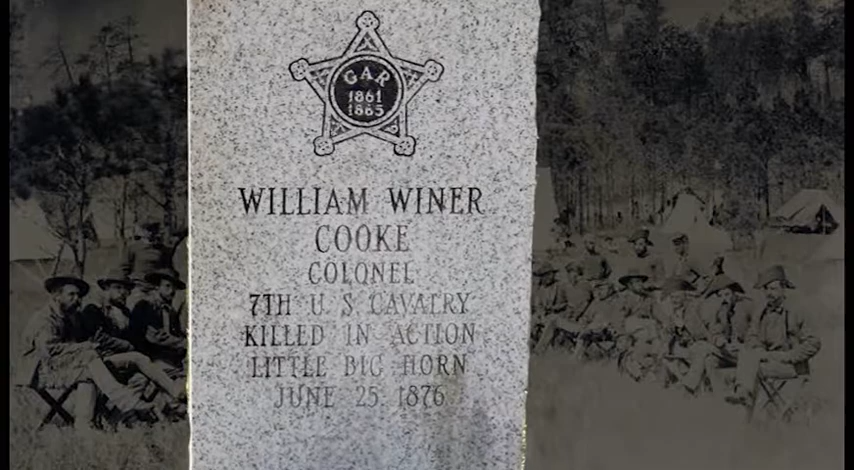 GAR
1861
1865
WILLIAM WINER
COOKE
COLONEL
7TH U S CAVALRY
KILLED IN ACTION
LITTLE BIG HORN
JUNE 25 1876